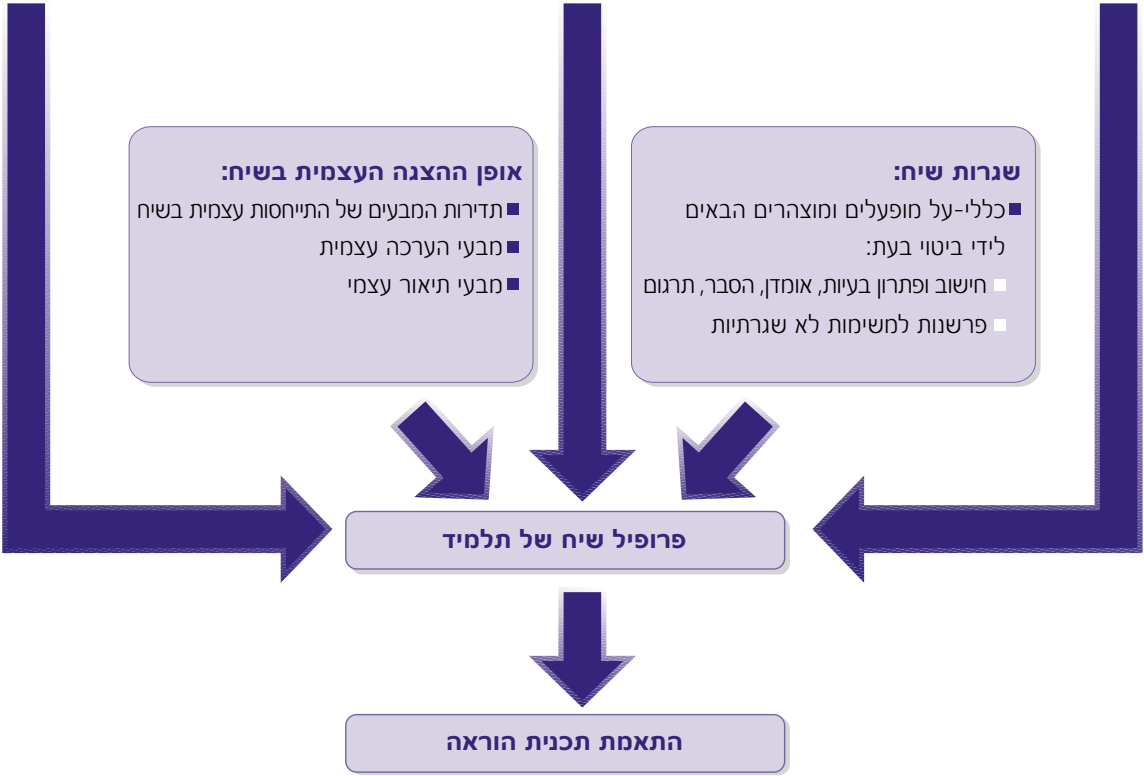 שגרות שיח:
כללי-על מופעלים ומוצהרים הבאים
לידי ביטוי בעת:
חישוב ופתרון בעיות, אומדן, הסבר, תרגום
פרשנות למשימות לא שגרתיות
אופן ההצגה העצמית בשיח:
תדירות המבעים של התייחסות עצמית בשיח
מבעי הערכה עצמית
מבעי תיאור עצמי
פרופיל שיח של תלמיד
התאמת תכנית הוראה